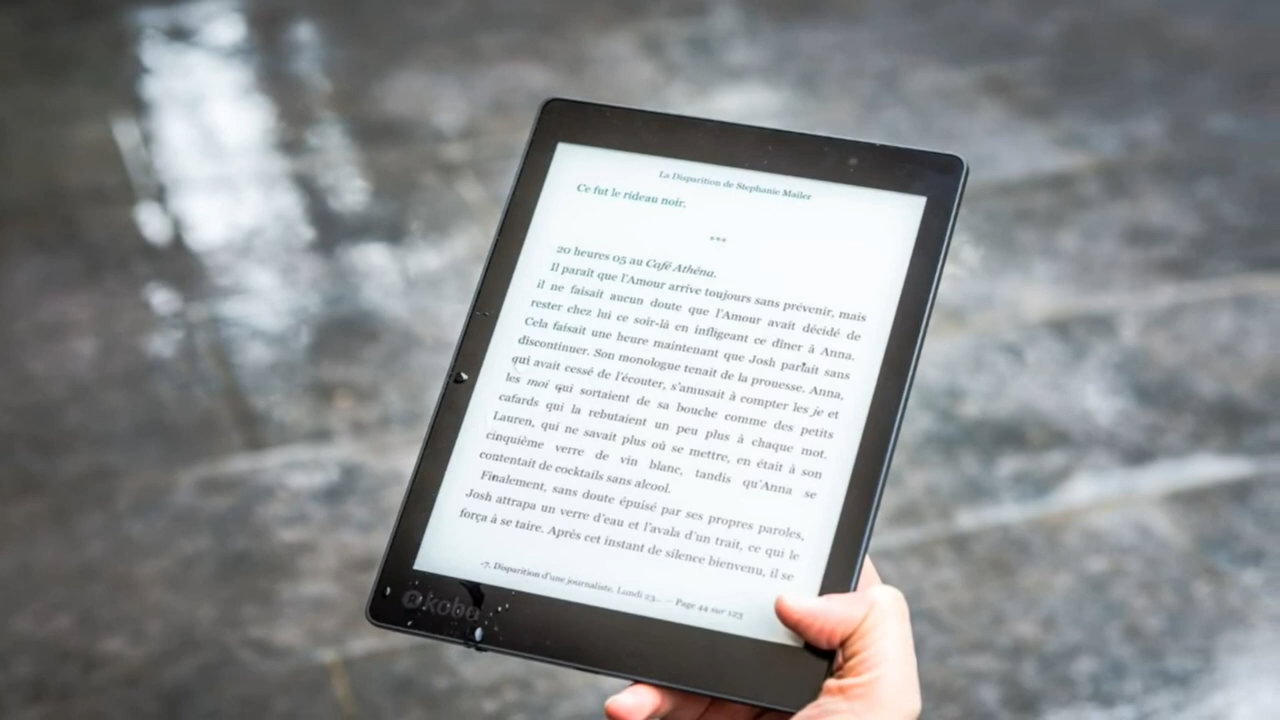 La Disparition de Stephanie Mailer
Ce fut le rideau noir.
***
20 heures 05 au Café Athéna.
Il paraît que l'Amour arrive toujours sans prévenir, mais
il ne faisait aucun doute que l'Amour avait décidé de
rester chez lui ce soir-là en infligeant ce dîner à Anna.
Cela faisait une heure maintenant que Josh parlait sans
discontinuer. Son monologue tenait de la prouesse. Anna,
qui avait cessé de l'écouter, s'amusait à compter les je et
les moi qui sortaient de sa bouche comme des petits
cafards qui la rebutaient un peu plus à chaque mot.
Lauren, qui ne savait plus où se mettre, en était à son
cinquième verre de vin blanc, tandis qu'Anna se
contentait de cocktails sans alcool.
Finalement, sans doute épuisé par ses propres paroles,
Josh attrapa un verre d'eau et l'avala d'un trait, ce qui le
força à se taire. Après cet instant de silence bienvenu, il se
-7. Disparition d'une journaliste. Lundi 23... — Page 44 sur 123
kobo